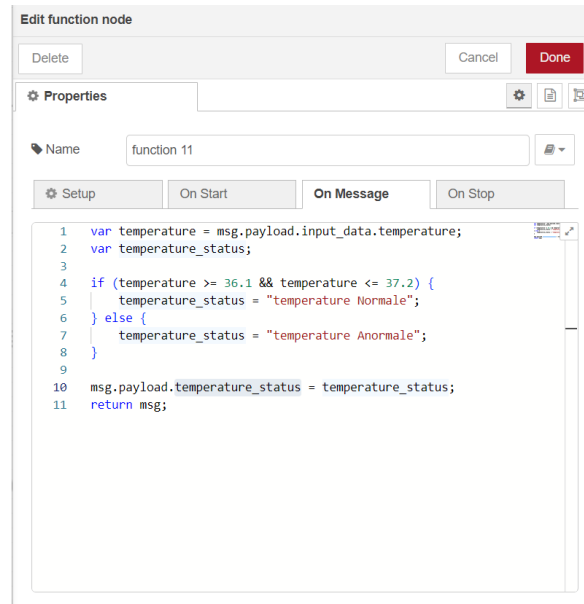 Edit function node
Delete
Cancel
Done
Properties
Name
function 11
Setup
On Start
On Message
On Stop
1 var temperature = msg.payload.input_data.temperature;
2 var temperature_status;
3
4 if (temperature >= 36.1 && temperature <= 37.2) {
5 temperature_status = "temperature Normale";
6 } else {
7 temperature_status = "temperature Anormale";
8 }
9
10 msg.payload.temperature_status = temperature_status;
11 return msg;